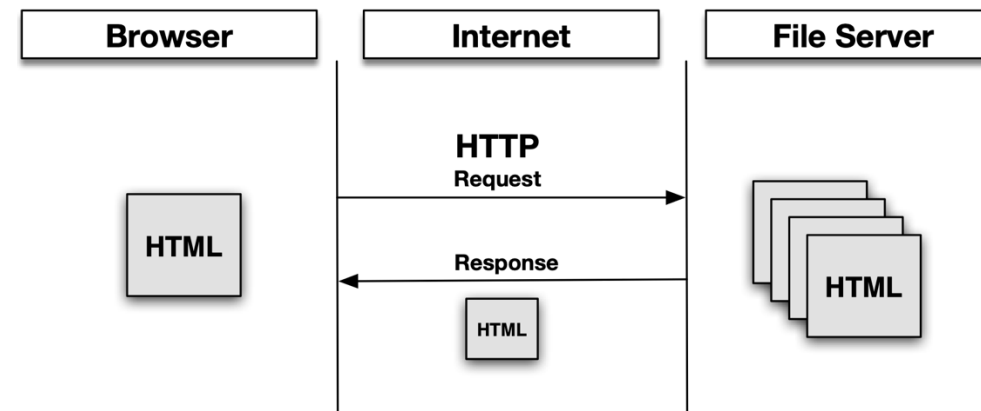 Browser
Internet
File Server
HTTP
Request
HTML
Response
HTML
HTML